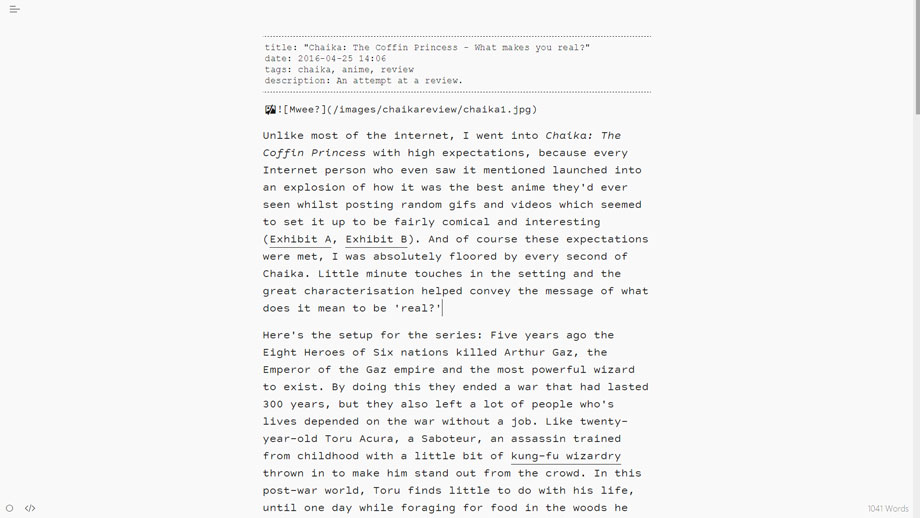 title: "Chaika: The Coffin Princess - What makes you real?"
date: 2016-04-25 14:06
tags: chaika, anime, review
description: An attempt at a review.
![Mwee?](/images/chaikareview/chaika1.jpg)
Unlike most of the internet, I went into Chaika: The
Coffin Princess with high expectations, because every
Internet person who even saw it mentioned launched into
an explosion of how it was the best anime they'd ever
seen whilst posting random gifs and videos which seemed
to set it up to be fairly comical and interesting
(Exhibit A, Exhibit B). And of course these expectations
were met, I was absolutely floored by every second of
Chaika. Little minute touches in the setting and the
great characterisation helped convey the message of what
does it mean to be 'real?'
Here's the setup for the series: Five years ago the
Eight Heroes of Six nations killed Arthur Gaz, the
Emperor of the Gaz empire and the most powerful wizard
to exist. By doing this they ended a war that had lasted
300 years, but they also left a lot of people who's
lives depended on the war without a job. Like twenty-
year-old Toru Acura, a Saboteur, an assassin trained
from childhood with a little bit of kung-fu wizardry
thrown in to make him stand out from the crowd. In this
post-war world, Toru finds little to do with his life,
until one day while foraging for food in the woods he
1041 Words